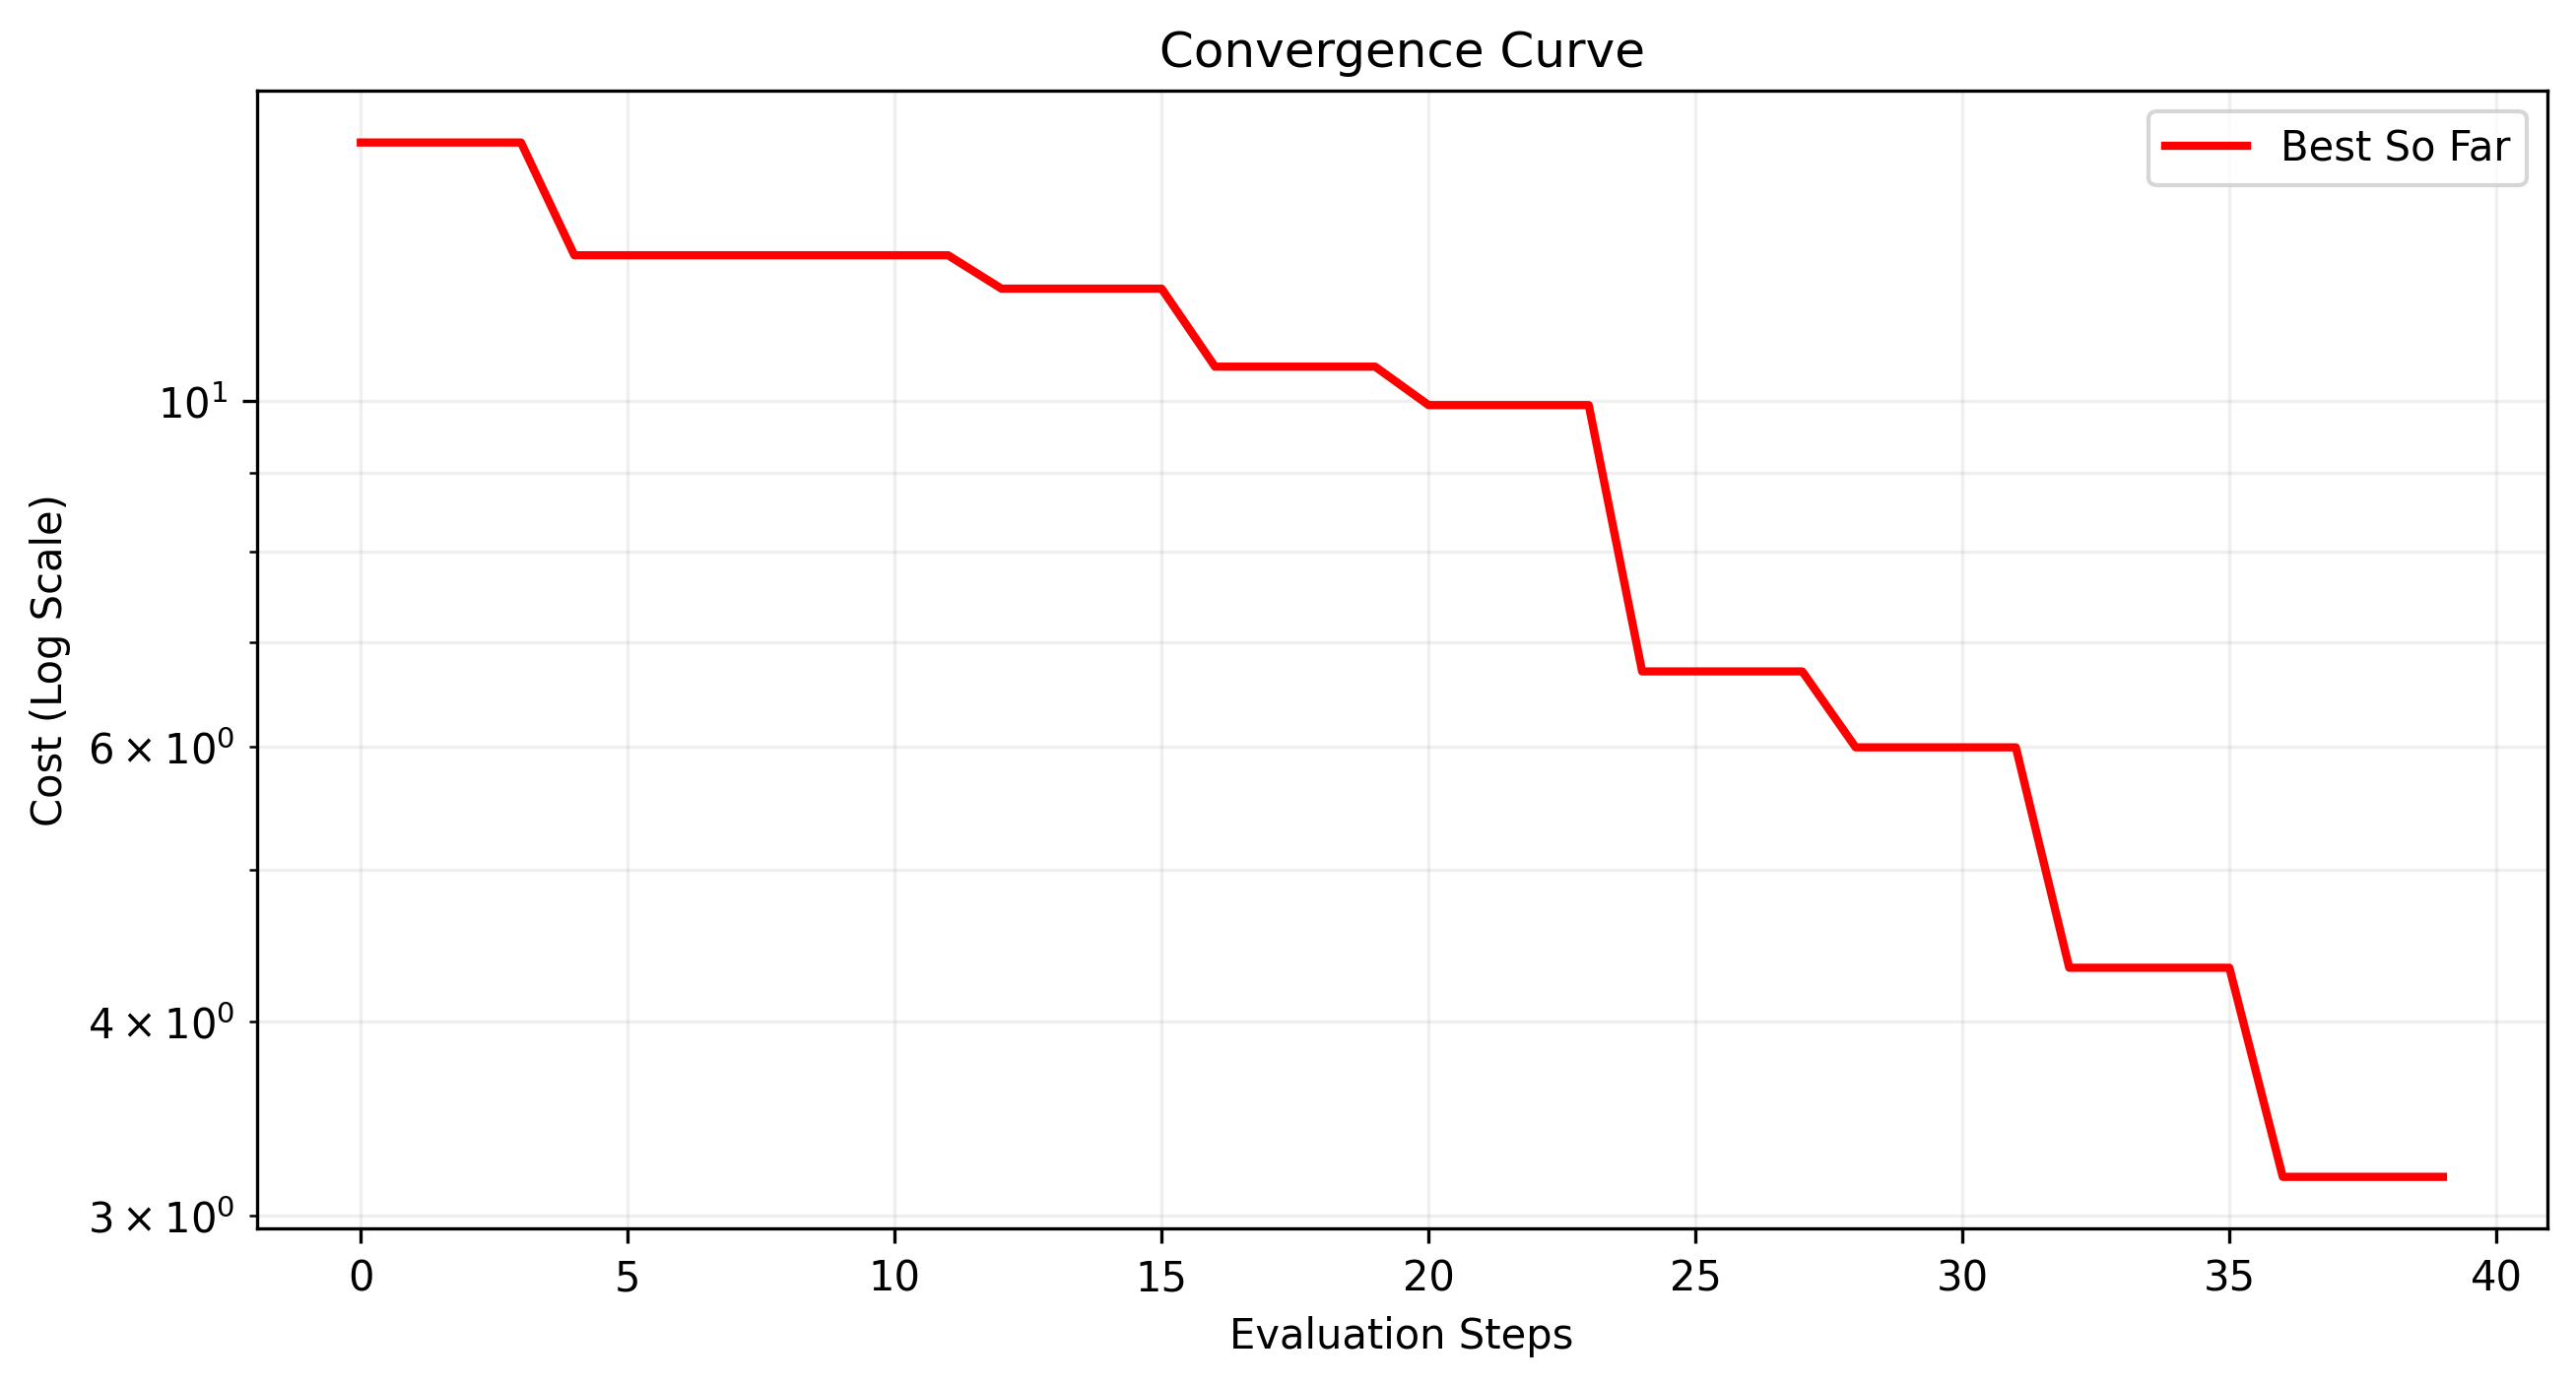 Convergence Curve
Best So Far
Cost (Log Scale)
10¹
6 × 10⁰
4 × 10⁰
3 × 10⁰
0 5 10 15 20 25 30 35 40
Evaluation Steps